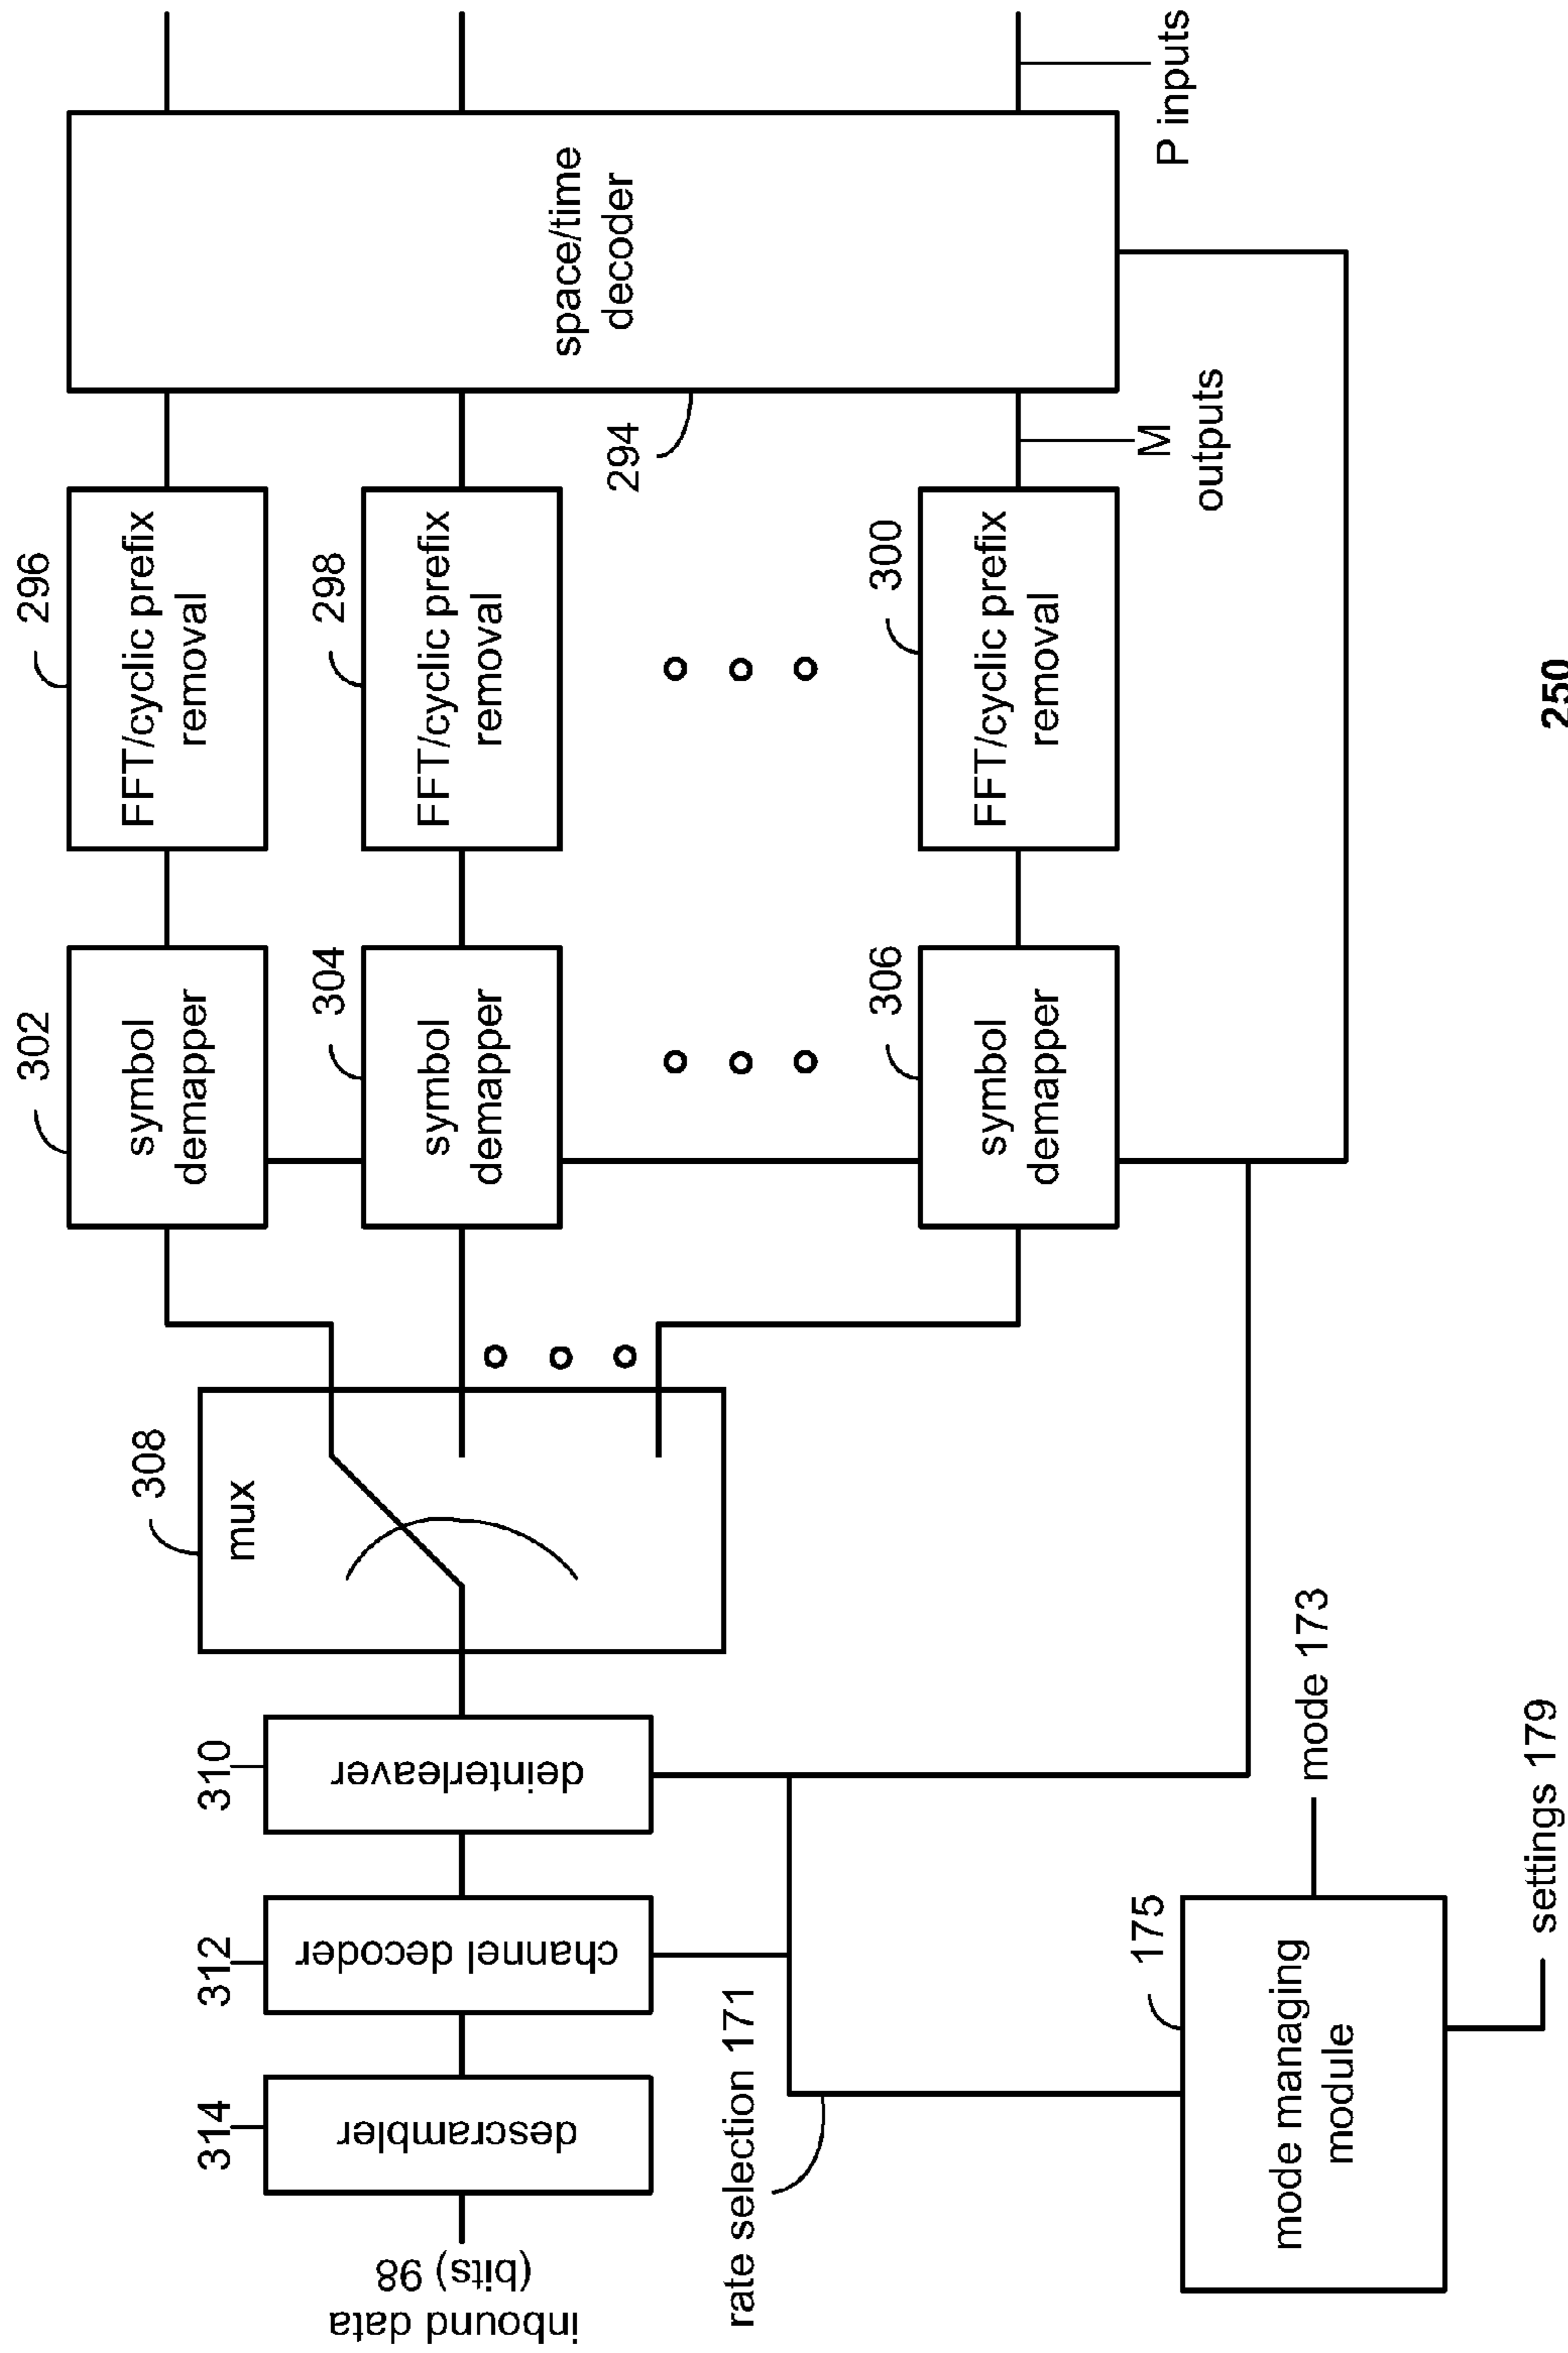 inbound data
(bits) 98
314
descrambler
312
channel decoder
310
deinterleaver
308
mux
302
symbol
demapper
304
symbol
demapper
306
symbol
demapper
296
FFT/cyclic prefix
removal
298
FFT/cyclic prefix
removal
300
FFT/cyclic prefix
removal
space/time
decoder
294
M
outputs
P inputs
rate selection 171
175
mode managing
module
mode 173
settings 179
250